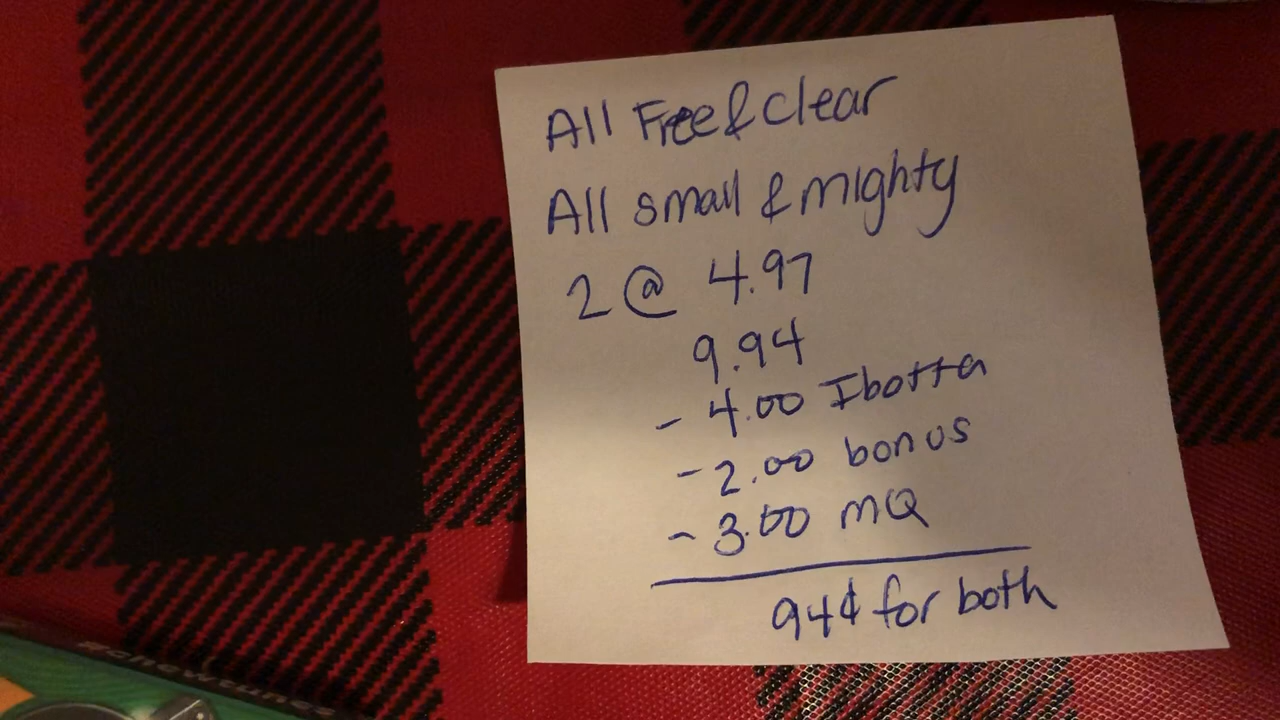 All Free & clear
All small & mighty
2 @ 4.97
9.94
- 4.00 Ibotta
- 2.00 bonus
- 3.00 MQ
94¢ for both